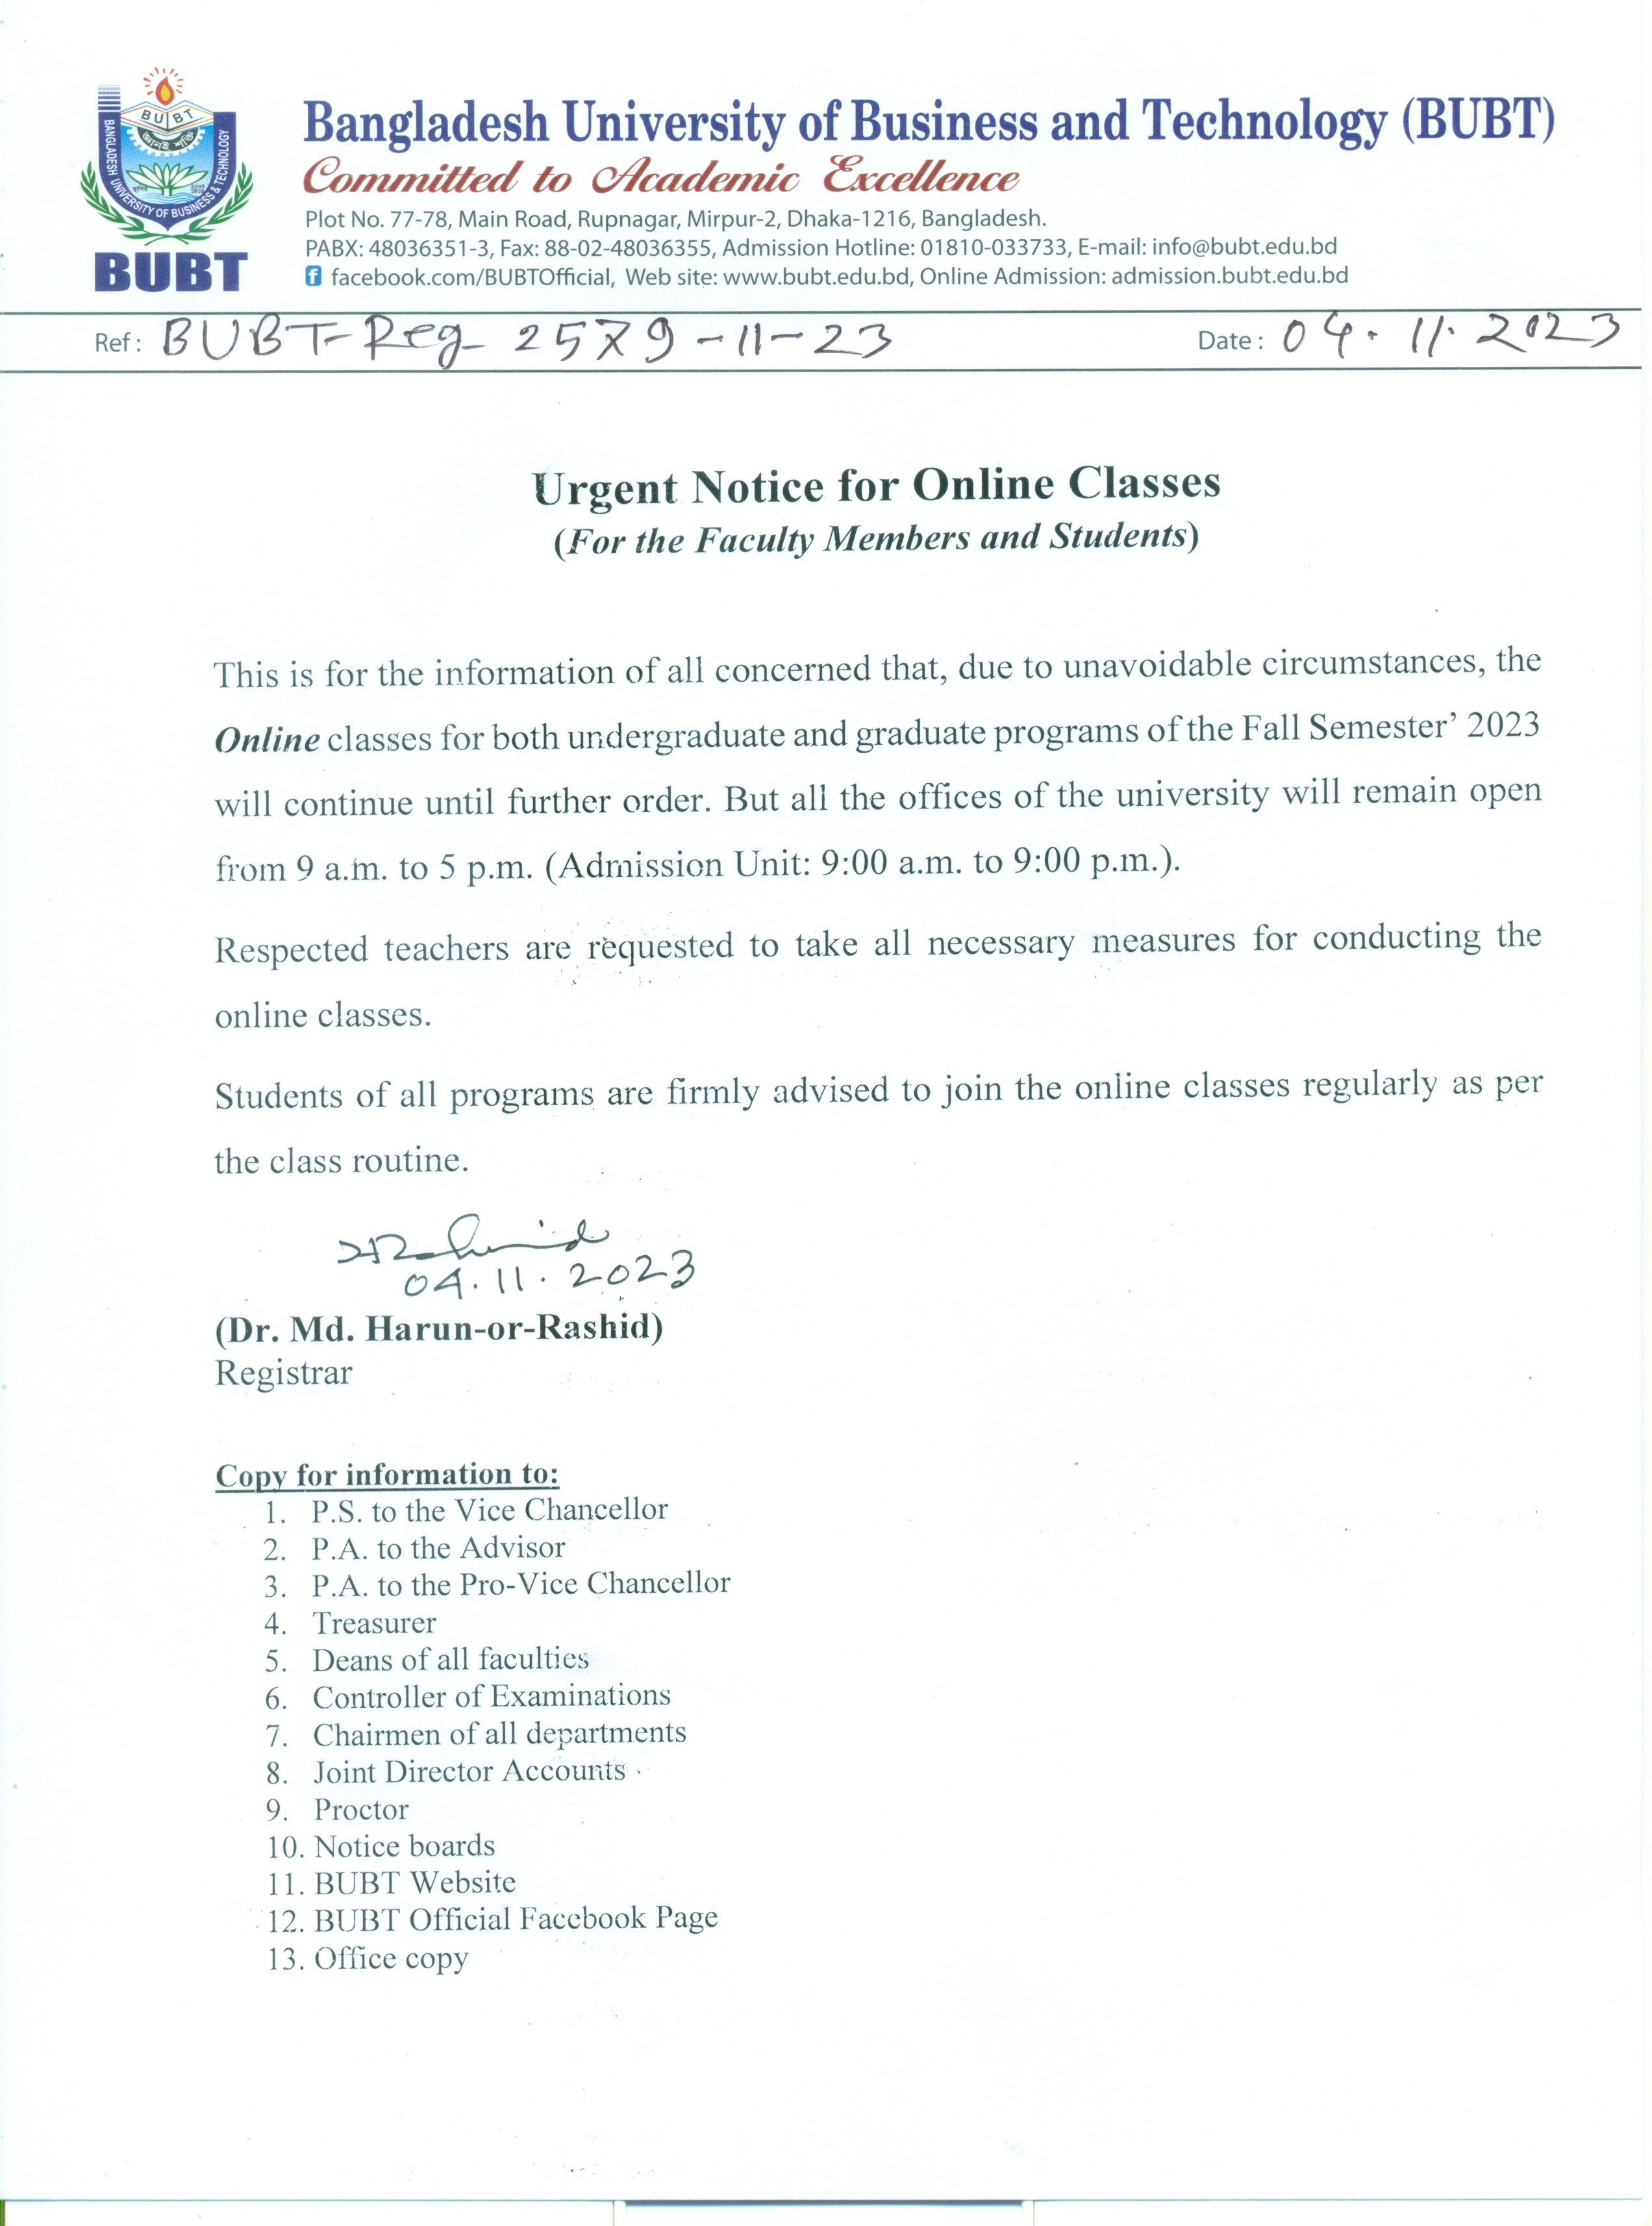 BUBT
BANGLADESH UNIVERSITY OF BUSINESS & TECHNOLOGY
BUBT
Bangladesh University of Business and Technology (BUBT)
Committed to Academic Excellence
Plot No. 77-78, Main Road, Rupnagar, Mirpur-2, Dhaka-1216, Bangladesh.
PABX: 48036351-3, Fax: 88-02-48036355, Admission Hotline: 01810-033733, E-mail: info@bubt.edu.bd
facebook.com/BUBTOfficial, Web site: www.bubt.edu.bd, Online Admission: admission.bubt.edu.bd
Ref : BUBT-Reg- 2579-11-23 Date : 04.11.2023
Urgent Notice for Online Classes
(For the Faculty Members and Students)
This is for the information of all concerned that, due to unavoidable circumstances, the
Online classes for both undergraduate and graduate programs of the Fall Semester’ 2023
will continue until further order. But all the offices of the university will remain open
from 9 a.m. to 5 p.m. (Admission Unit: 9:00 a.m. to 9:00 p.m.).
Respected teachers are requested to take all necessary measures for conducting the
online classes.
Students of all programs are firmly advised to join the online classes regularly as per
the class routine.
04.11.2023
(Dr. Md. Harun-or-Rashid)
Registrar
Copy for information to:
1. P.S. to the Vice Chancellor
2. P.A. to the Advisor
3. P.A. to the Pro-Vice Chancellor
4. Treasurer
5. Deans of all faculties
6. Controller of Examinations
7. Chairmen of all departments
8. Joint Director Accounts
9. Proctor
10. Notice boards
11. BUBT Website
12. BUBT Official Facebook Page
13. Office copy